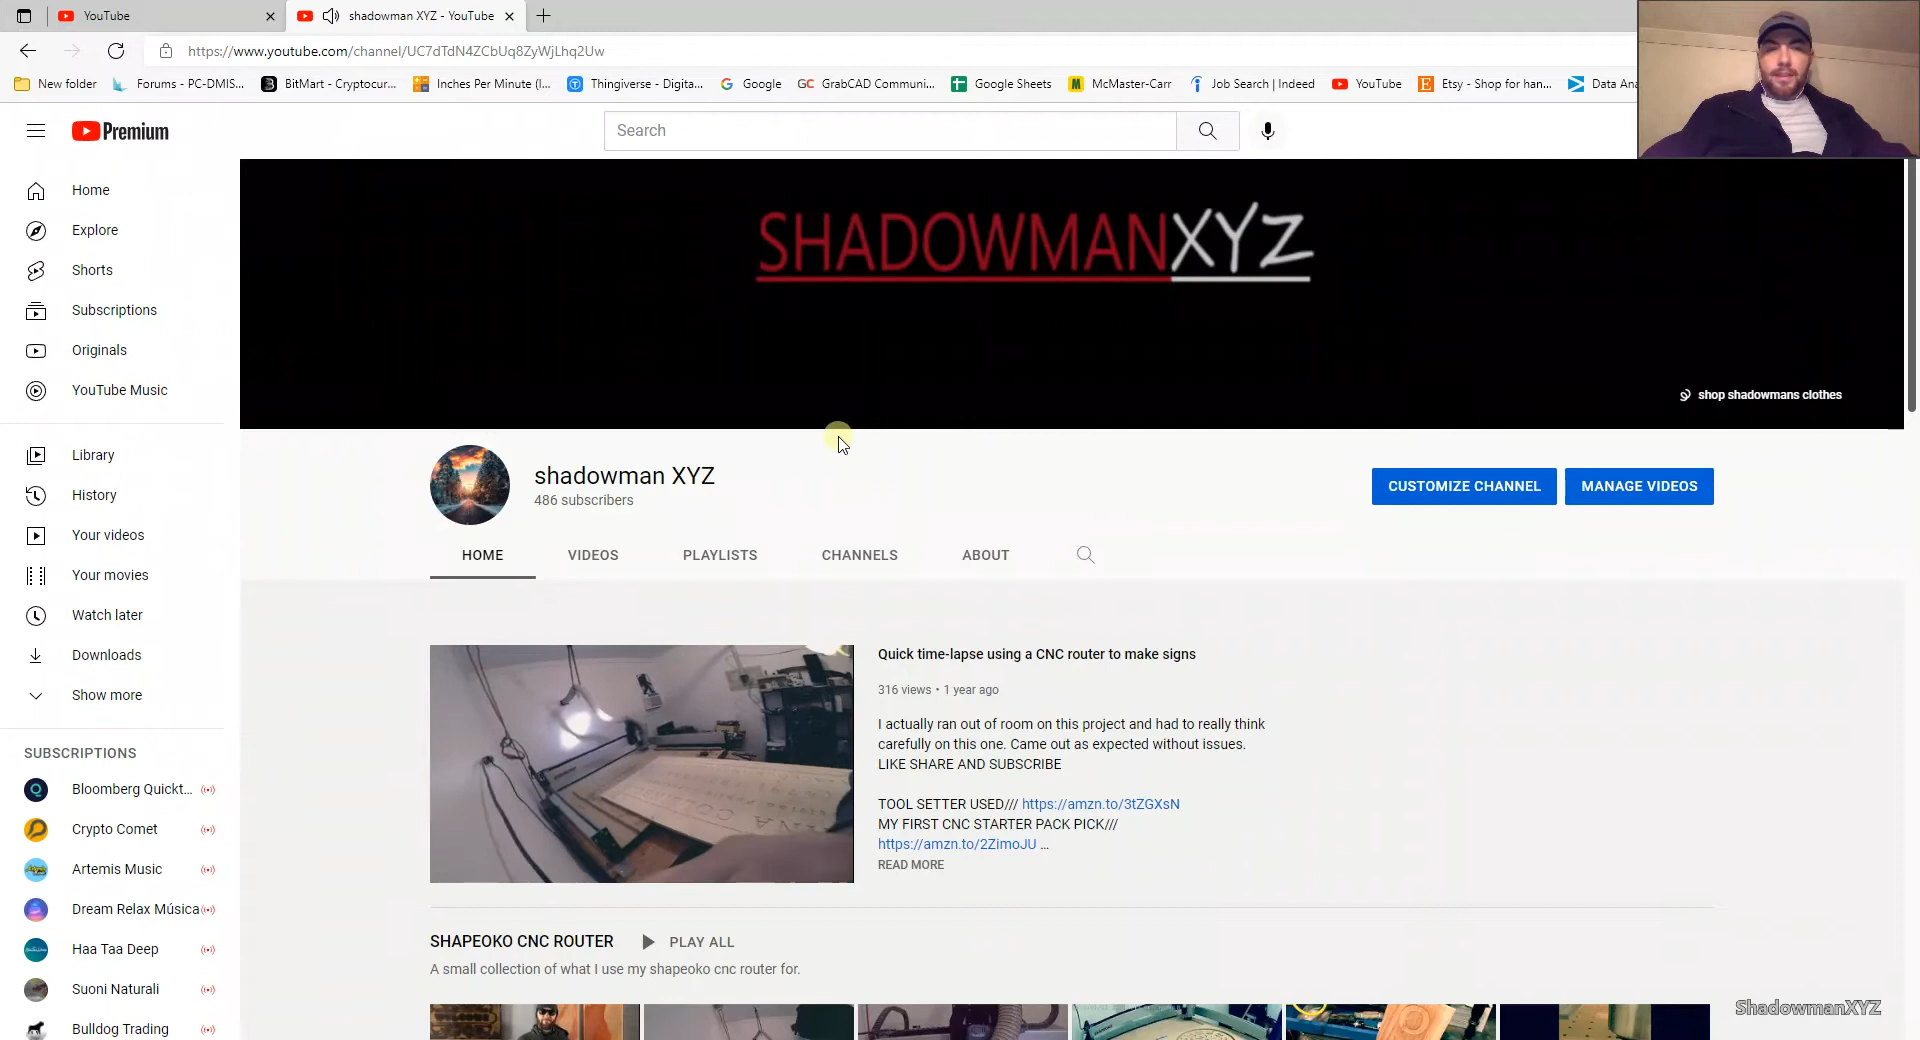 YouTube
shadowman XYZ - YouTube
https://www.youtube.com/channel/UC7dTdN4ZCbUq8ZyWjLhq2Uw
New folder
Forums - PC-DMIS...
BitMart - Cryptocur...
Inches Per Minute (I...
Thingiverse - Digita...
Google
GC GrabCAD Communi...
Google Sheets
M McMaster-Carr
Job Search | Indeed
YouTube
E Etsy - Shop for han...
Data Ana
Premium
Search
Home
Explore
Shorts
Subscriptions
Originals
YouTube Music
Library
History
Your videos
Your movies
Watch later
Downloads
Show more
SUBSCRIPTIONS
Bloomberg Quickt...
Crypto Comet
Artemis Music
Dream Relax Música
Haa Taa Deep
Suoni Naturali
Bulldog Trading
SHADOWMANXYZ
shop shadowmans clothes
shadowman XYZ
486 subscribers
CUSTOMIZE CHANNEL
MANAGE VIDEOS
HOME
VIDEOS
PLAYLISTS
CHANNELS
ABOUT
Quick time-lapse using a CNC router to make signs
316 views • 1 year ago
I actually ran out of room on this project and had to really think
carefully on this one. Came out as expected without issues.
LIKE SHARE AND SUBSCRIBE
TOOL SETTER USED/// https://amzn.to/3tZGXsN
MY FIRST CNC STARTER PACK PICK///
https://amzn.to/2ZimoJU ...
READ MORE
SHAPEOKO CNC ROUTER
PLAY ALL
A small collection of what I use my shapeoko cnc router for.
ShadowmanXYZ